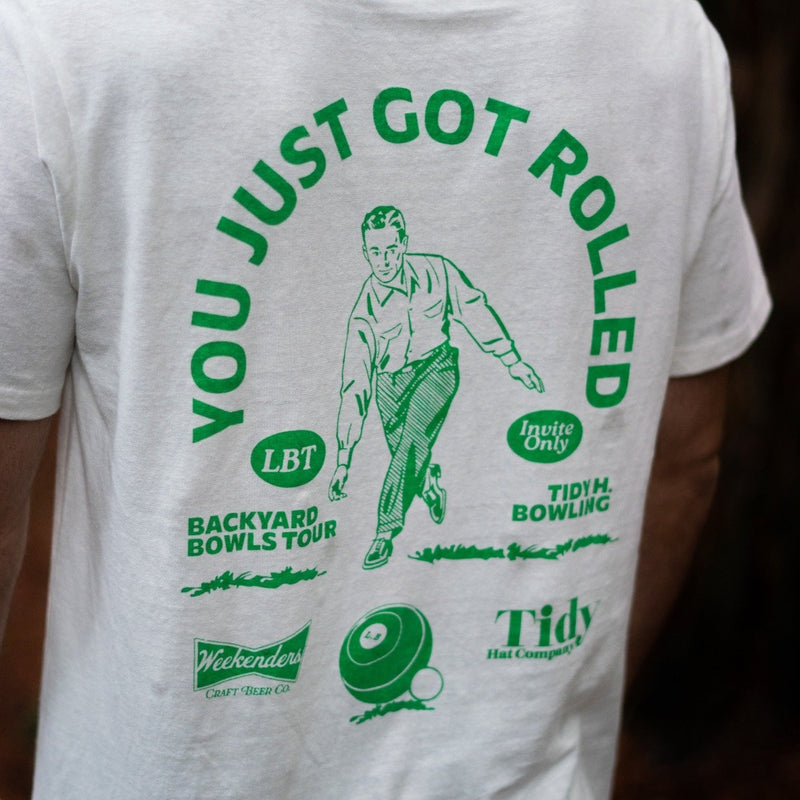 YOU JUST GOT ROLLED
LBT
Invite
Only
BACKYARD
BOWLS TOUR
TIDY H.
BOWLING
Weekenders
CRAFT BEER CO.
Tidy
Hat Company